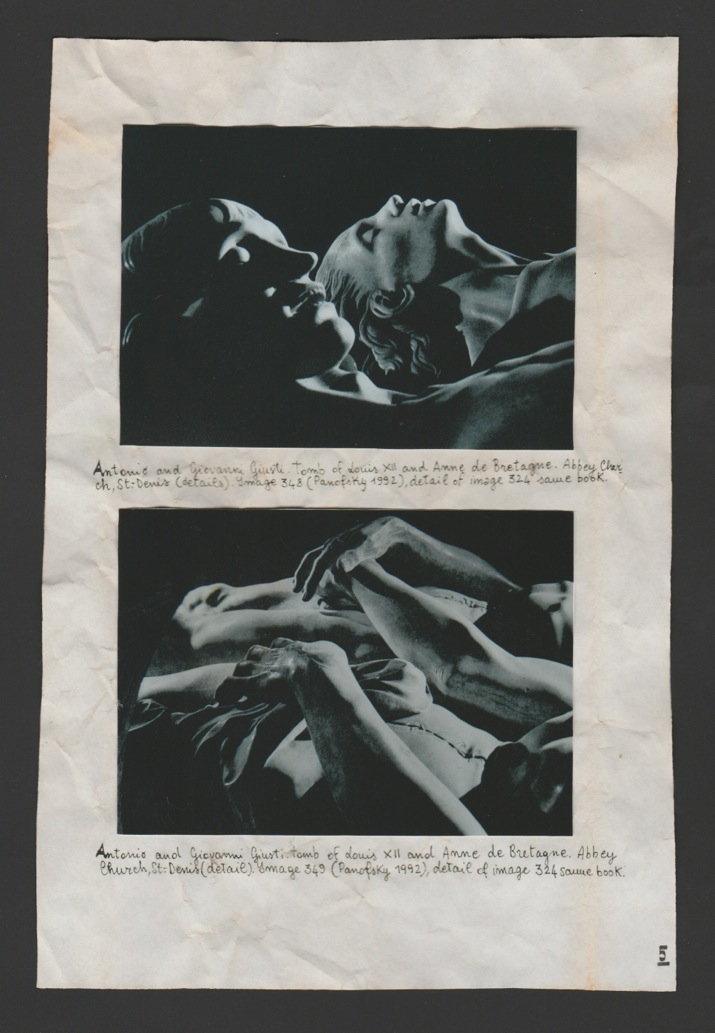 Antonio and Giovanni Giusti. Tomb of Louis XII and Anne de Bretagne. Abbey Chur
ch, St-Denis (details). Image 348 (Panofsky 1992), detail of image 324 same book.
Antonio and Giovanni Giusti. Tomb of Louis XII and Anne de Bretagne. Abbey
Church, St-Denis (detail). Image 349 (Panofsky 1992), detail of image 324 same book.
5